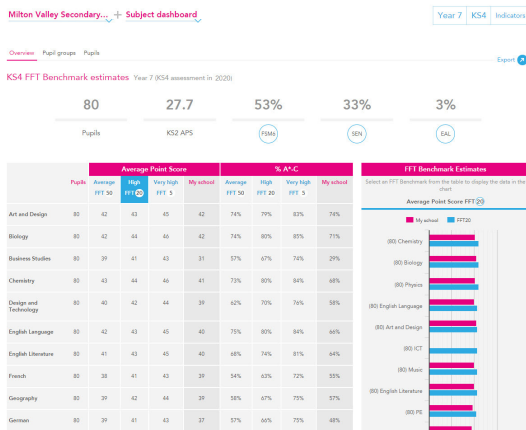 Milton Valley Secondary... + Subject dashboard
Year 7 KS4 Indicators
Overview Pupil groups Pupils
Export
KS4 FFT Benchmark estimates Year 7 (KS4 assessment in 2020)
80 27.7 53% 33% 3%
Pupils KS2 APS FSM6 SEN EAL
Average Point Score % A*-C
Pupils Average High Very high My school Average High Very high My school
FFT 50 FFT 20 FFT 5 FFT 50 FFT 20 FFT 5
Art and Design 80 42 43 45 42 74% 79% 83% 74%
Biology 80 42 44 46 42 74% 80% 85% 71%
Business Studies 80 39 41 43 31 57% 67% 74% 29%
Chemistry 80 43 44 46 41 73% 80% 84% 68%
Design and
Technology 80 40 42 44 39 62% 70% 76% 58%
English Language 80 42 43 45 40 75% 80% 84% 66%
English Literature 80 41 43 45 40 68% 74% 81% 64%
French 80 38 41 43 39 54% 63% 72% 55%
Geography 80 39 42 44 39 58% 67% 75% 57%
German 80 39 41 43 37 57% 66% 75% 48%
FFT Benchmark Estimates
Select an FFT Benchmark from the table to display the data in the
chart
Average Point Score FFT 20
My school FFT20
(80) Chemistry
(80) Biology
(80) Physics
(80) English Language
(80) Art and Design
(80) ICT
(80) Music
(80) English Literature
(80) PE